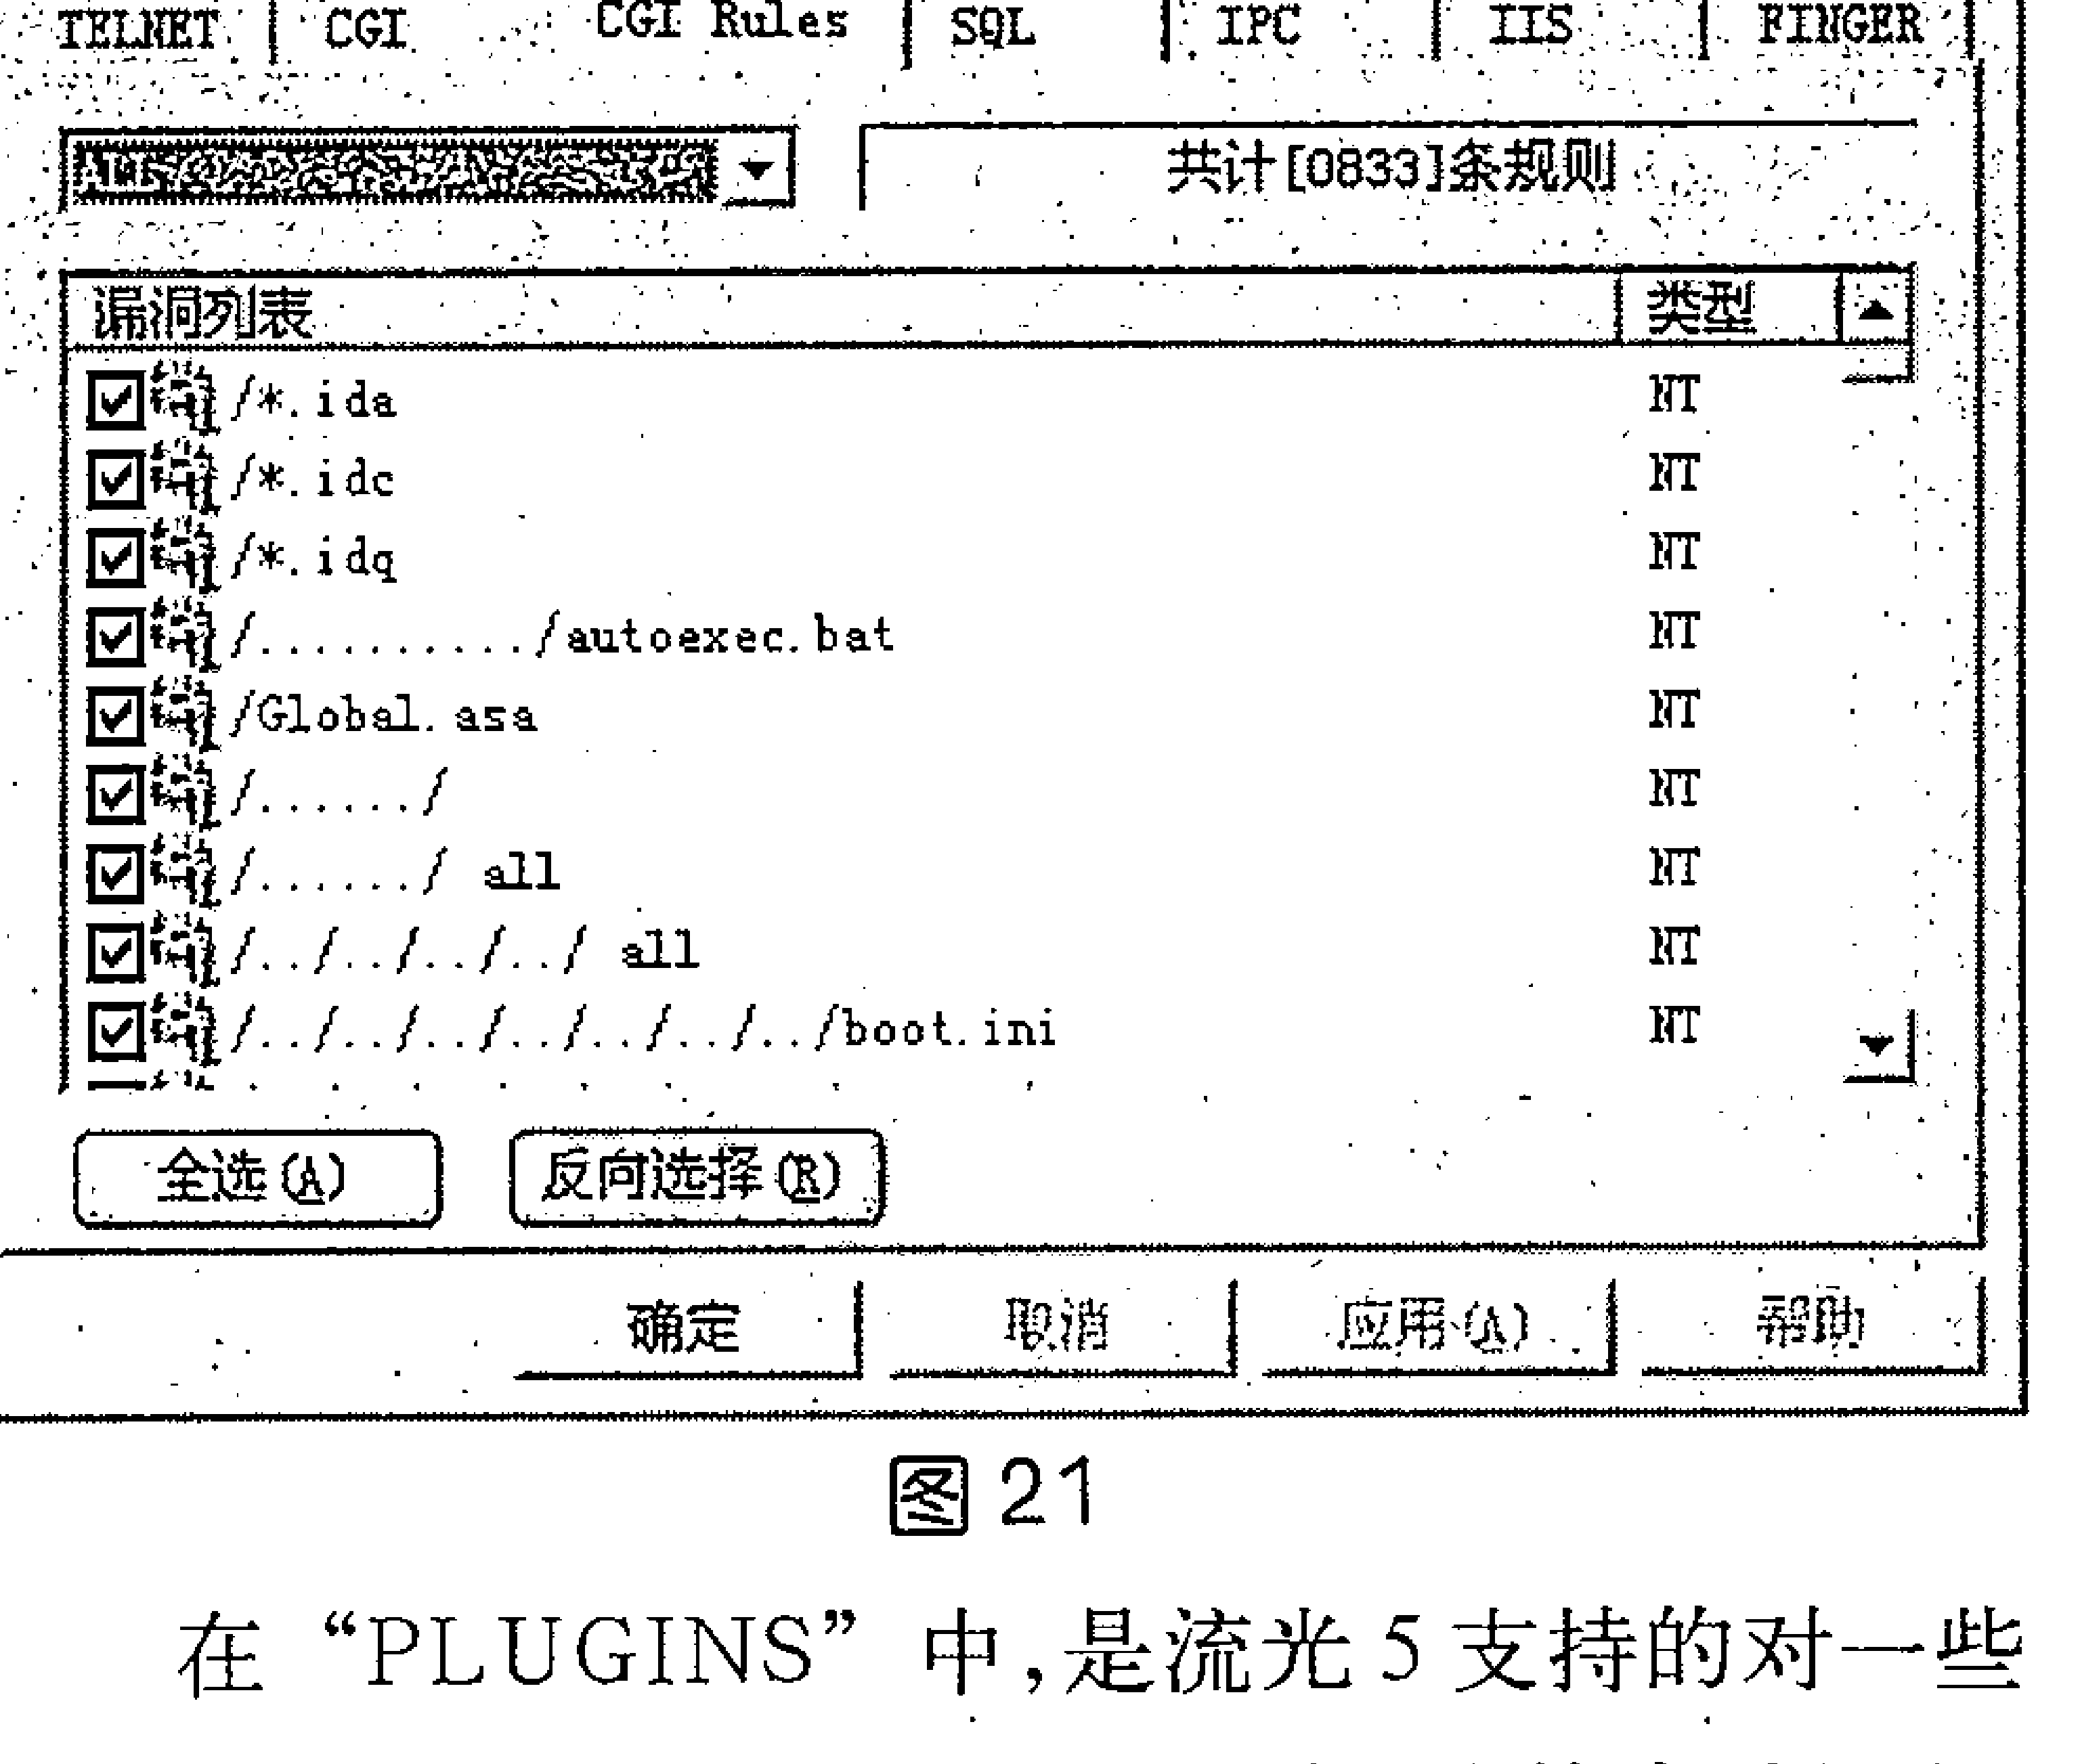 TELNET CGI CGI Rules SQL IPC IIS FINGER
ALL 共计[0833]条规则
漏洞列表 类型
/*.ida NT
/*.idc NT
/*.idq NT
/........../autoexec.bat NT
/Global.asa NT
/....../ NT
/....../ all NT
/../../../../ all NT
/../../../../../../../boot.ini NT
全选(A) 反向选择(R)
确定 取消 应用(A) 帮助
图 21
在“PLUGINS”中,是流光5支持的对一些